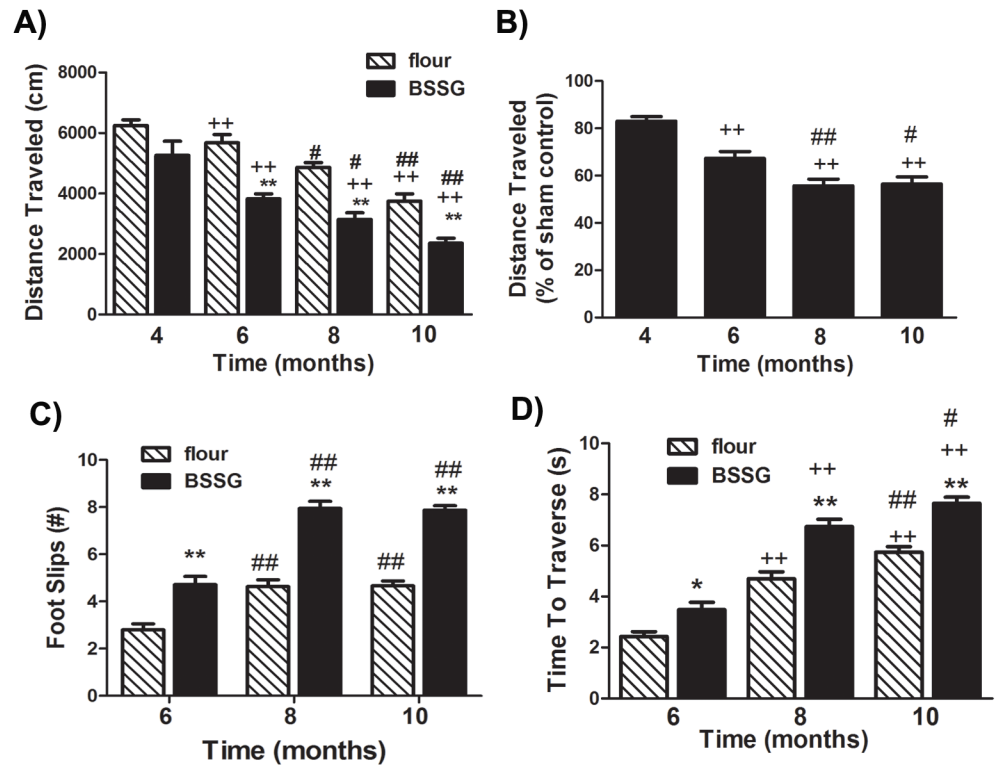 A)
flour
BSSG
Distance Traveled (cm)
8000
6000
4000
2000
0
++
++
**
#
#
++
**
##
++
##
++
**
4 6 8 10
Time (months)
B)
Distance Traveled
(% of sham control)
100
80
60
40
20
0
++
##
++
#
++
4 6 8 10
Time (months)
C)
flour
BSSG
Foot Slips (#)
10
8
6
4
2
0
**
##
##
**
##
##
**
6 8 10
Time (months)
D)
flour
BSSG
Time To Traverse (s)
10
8
6
4
2
0
*
++
++
**
##
++
#
++
**
6 8 10
Time (months)